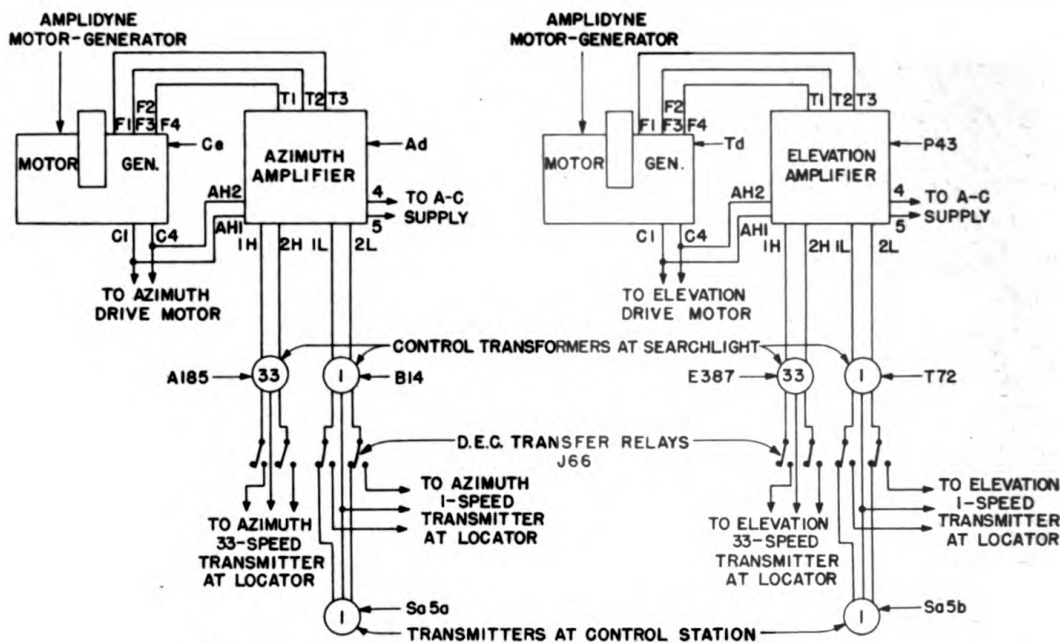 AMPLIDYNE
MOTOR-GENERATOR
F2
F1 F3 F4
T1 T2 T3
MOTOR
GEN.
Ce
AZIMUTH
AMPLIFIER
Ad
AH2
AH1
4
5
TO A-C
SUPPLY
C1 C4
1H 2H 1L 2L
TO AZIMUTH
DRIVE MOTOR
AMPLIDYNE
MOTOR-GENERATOR
F2
F1 F3 F4
T1 T2 T3
MOTOR
GEN.
Td
ELEVATION
AMPLIFIER
P43
AH2
AH1
4
5
TO A-C
SUPPLY
C1 C4
1H 2H 1L 2L
TO ELEVATION
DRIVE MOTOR
CONTROL TRANSFORMERS AT SEARCHLIGHT
A185
33
1
B14
E387
33
1
T72
D.E.C. TRANSFER RELAYS
J66
TO AZIMUTH
1-SPEED
TRANSMITTER
AT LOCATOR
TO AZIMUTH
33-SPEED
TRANSMITTER
AT LOCATOR
TO ELEVATION
1-SPEED
TRANSMITTER
AT LOCATOR
TO ELEVATION
33-SPEED
TRANSMITTER
AT LOCATOR
1
Sa5a
1
Sa5b
TRANSMITTERS AT CONTROL STATION